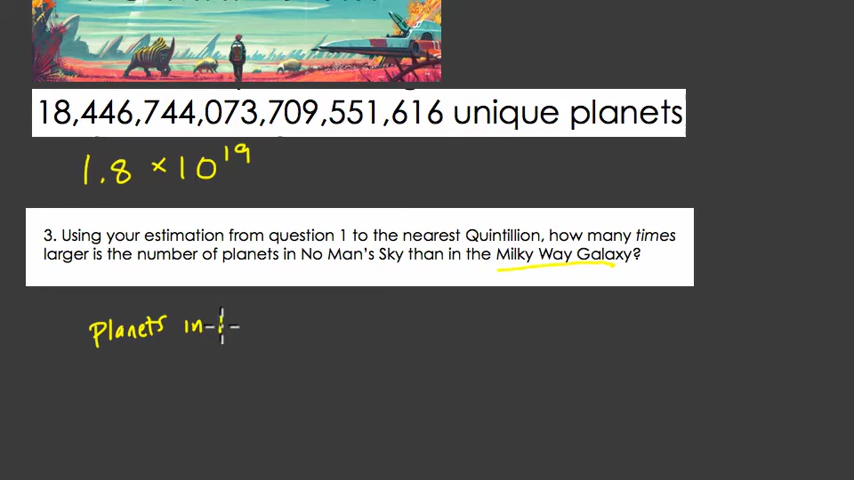 18,446,744,073,709,551,616 unique planets
1.8 × 10^19
3. Using your estimation from question 1 to the nearest Quintillion, how many times
larger is the number of planets in No Man's Sky than in the Milky Way Galaxy?
Planets in